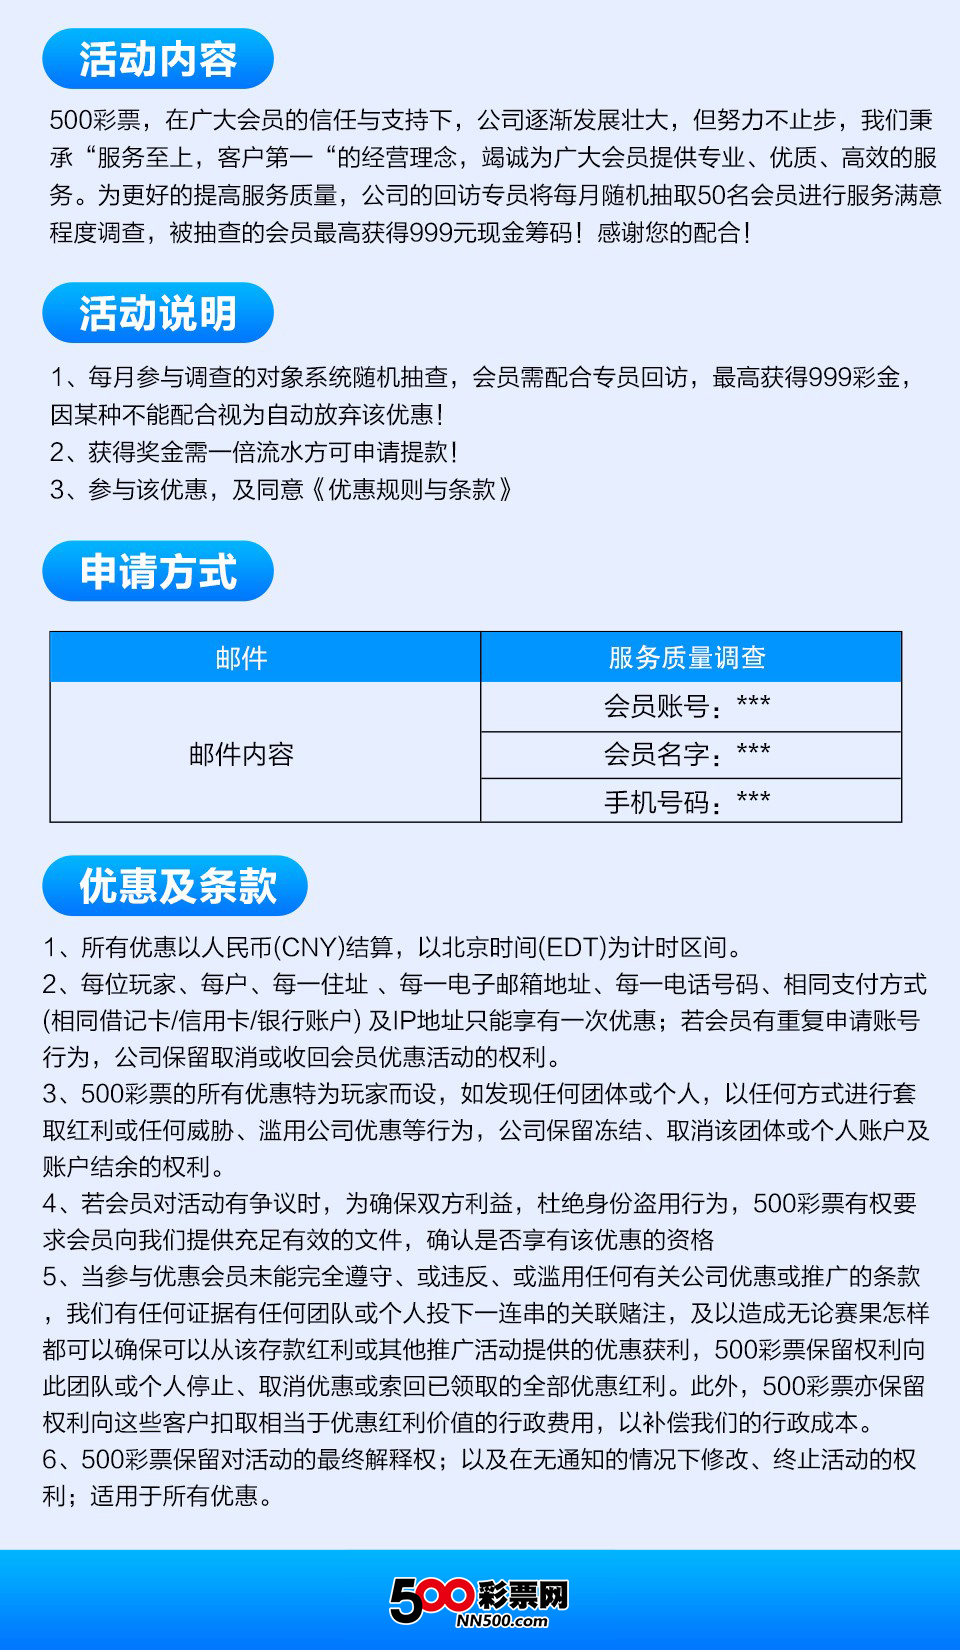 活动内容
500彩票，在广大会员的信任与支持下，公司逐渐发展壮大，但努力不止步，我们秉
承“服务至上，客户第一“的经营理念，竭诚为广大会员提供专业、优质、高效的服
务。为更好的提高服务质量，公司的回访专员将每月随机抽取50名会员进行服务满意
程度调查，被抽查的会员最高获得999元现金筹码！感谢您的配合！
活动说明
1、每月参与调查的对象系统随机抽查，会员需配合专员回访，最高获得999彩金，
因某种不能配合视为自动放弃该优惠！
2、获得奖金需一倍流水方可申请提款！
3、参与该优惠，及同意《优惠规则与条款》
申请方式
邮件 服务质量调查
会员账号：***
邮件内容 会员名字：***
手机号码：***
优惠及条款
1、所有优惠以人民币(CNY)结算，以北京时间(EDT)为计时区间。
2、每位玩家、每户、每一住址 、每一电子邮箱地址、每一电话号码、相同支付方式
(相同借记卡/信用卡/银行账户) 及IP地址只能享有一次优惠；若会员有重复申请账号
行为，公司保留取消或收回会员优惠活动的权利。
3、500彩票的所有优惠特为玩家而设，如发现任何团体或个人，以任何方式进行套
取红利或任何威胁、滥用公司优惠等行为，公司保留冻结、取消该团体或个人账户及
账户结余的权利。
4、若会员对活动有争议时，为确保双方利益，杜绝身份盗用行为，500彩票有权要
求会员向我们提供充足有效的文件，确认是否享有该优惠的资格
5、当参与优惠会员未能完全遵守、或违反、或滥用任何有关公司优惠或推广的条款
，我们有任何证据有任何团队或个人投下一连串的关联赌注，及以造成无论赛果怎样
都可以确保可以从该存款红利或其他推广活动提供的优惠获利，500彩票保留权利向
此团队或个人停止、取消优惠或索回已领取的全部优惠红利。此外，500彩票亦保留
权利向这些客户扣取相当于优惠红利价值的行政费用，以补偿我们的行政成本。
6、500彩票保留对活动的最终解释权；以及在无通知的情况下修改、终止活动的权
利；适用于所有优惠。
500彩票网
NN500.com